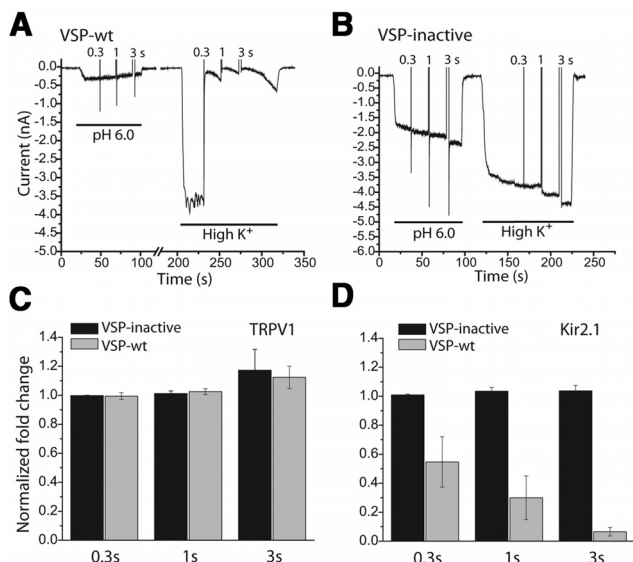 A
VSP-wt
0.3 1 3 s
0.3 1 3 s
0.0
-0.5
-1.0
-1.5
-2.0
-2.5
-3.0
-3.5
-4.0
-4.5
-5.0
Current (nA)
pH 6.0
High K+
0 50 100 200 250 300 350
Time (s)
B
VSP-inactive
0.3 1 3 s
0.3 1 3 s
0.0
-0.5
-1.0
-1.5
-2.0
-2.5
-3.0
-3.5
-4.0
-4.5
-5.0
-5.5
-6.0
pH 6.0
High K+
0 50 100 150 200 250
Time (s)
C
VSP-inactive
VSP-wt
TRPV1
1.4
1.2
1.0
0.8
0.6
0.4
0.2
0.0
Normalized fold change
0.3s 1s 3s
D
VSP-inactive
VSP-wt
Kir2.1
1.4
1.2
1.0
0.8
0.6
0.4
0.2
0.0
0.3s 1s 3s